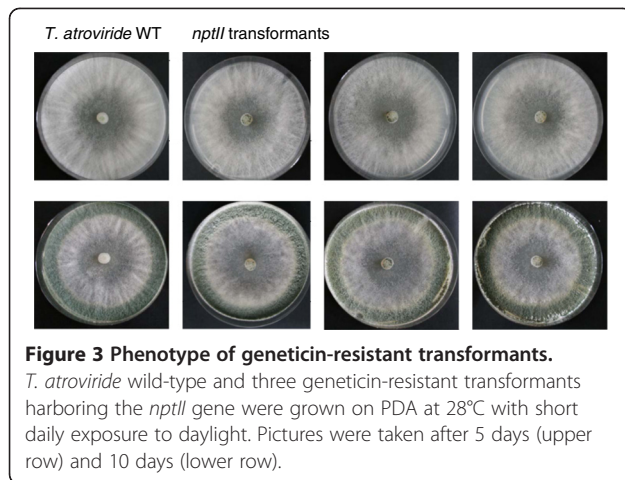 T. atroviride WT nptII transformants
Figure 3 Phenotype of geneticin-resistant transformants.
T. atroviride wild-type and three geneticin-resistant transformants
harboring the nptII gene were grown on PDA at 28°C with short
daily exposure to daylight. Pictures were taken after 5 days (upper
row) and 10 days (lower row).